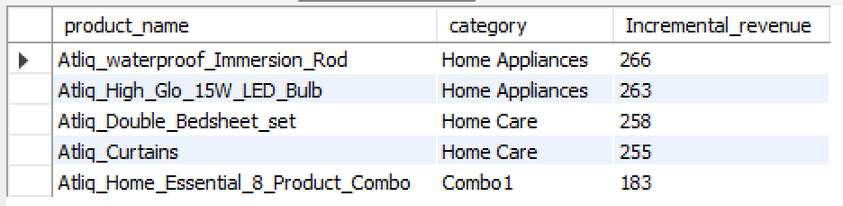 product_name category Incremental_revenue
Atliq_waterproof_Immersion_Rod Home Appliances 266
Atliq_High_Glo_15W_LED_Bulb Home Appliances 263
Atliq_Double_Bedsheet_set Home Care 258
Atliq_Curtains Home Care 255
Atliq_Home_Essential_8_Product_Combo Combo1 183